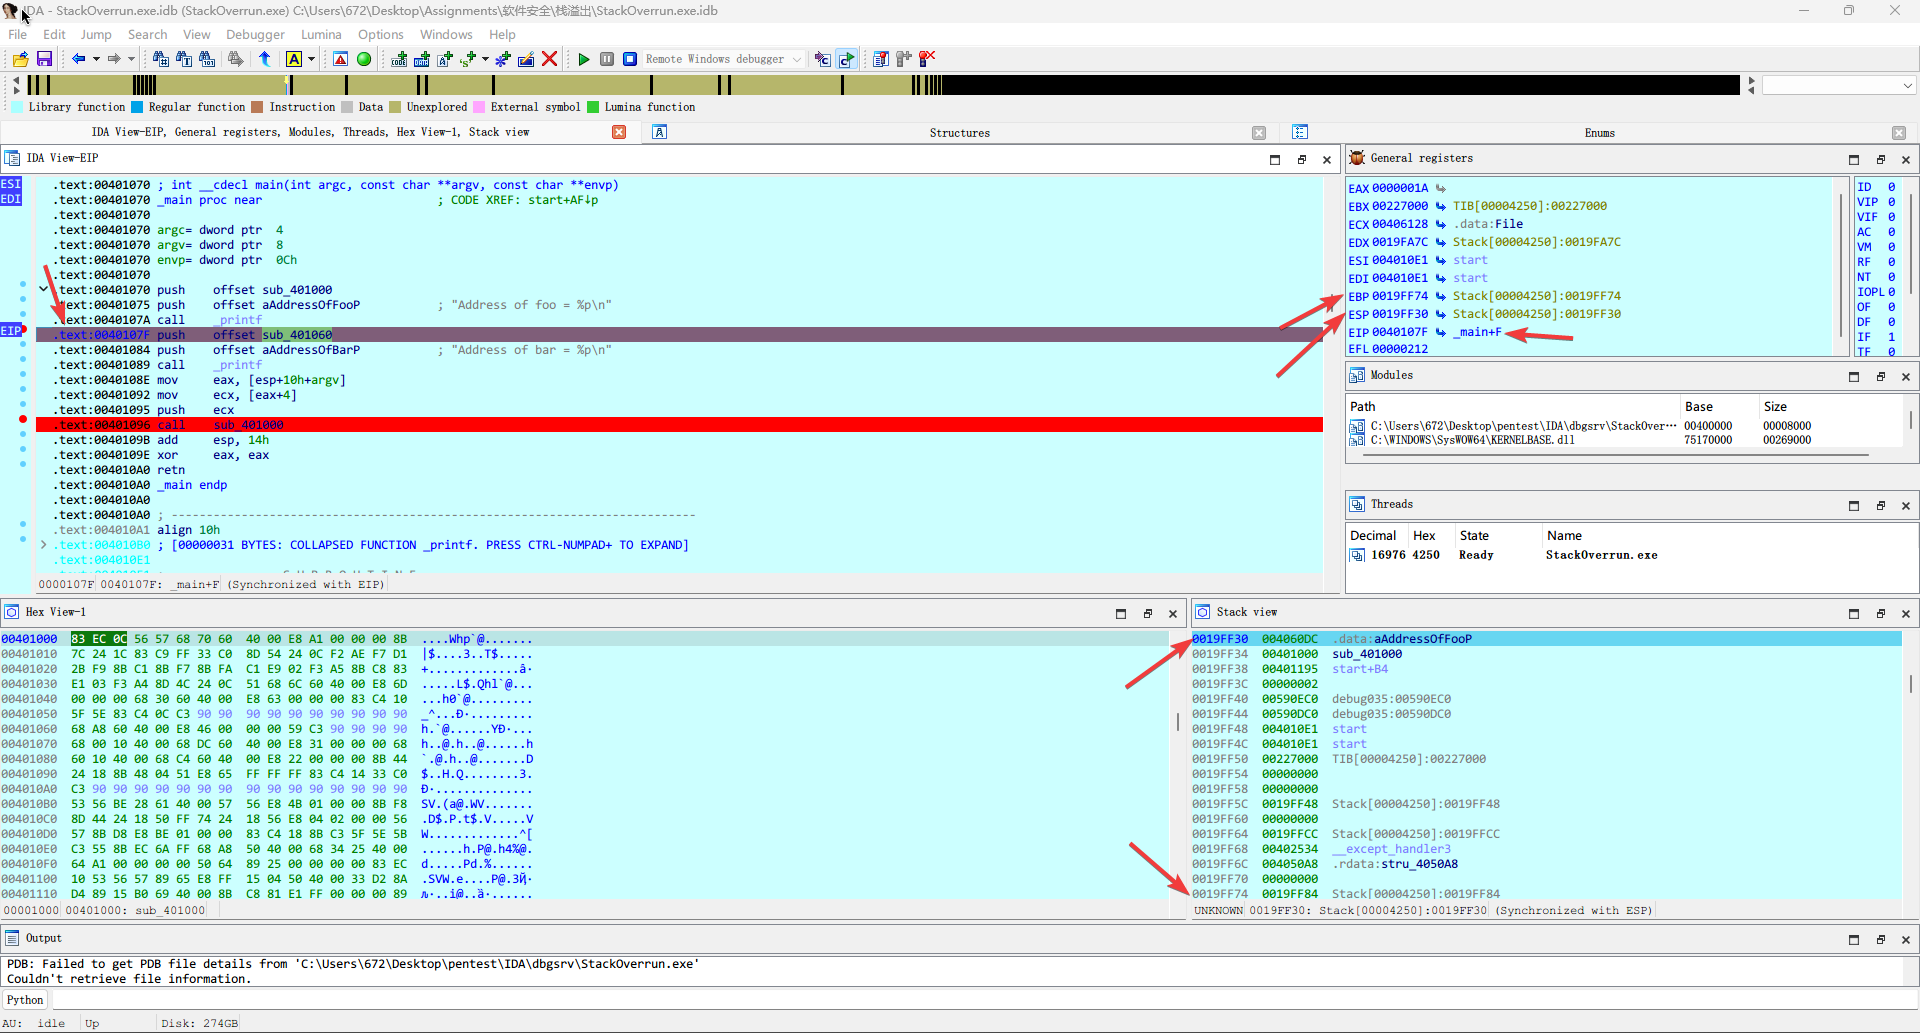 IDA - StackOverrun.exe.idb (StackOverrun.exe) C:\Users\672\Desktop\Assignments\软件安全\栈溢出\StackOverrun.exe.idb
File Edit Jump Search View Debugger Lumina Options Windows Help
Remote Windows debugger
Library function Regular function Instruction Data Unexplored External symbol Lumina function
IDA View-EIP, General registers, Modules, Threads, Hex View-1, Stack view
Structures
Enums
IDA View-EIP
ESI
EDI
EIP
.text:00401070 ; int __cdecl main(int argc, const char **argv, const char **envp)
.text:00401070 _main proc near ; CODE XREF: start+AF↓p
.text:00401070
.text:00401070 argc= dword ptr 4
.text:00401070 argv= dword ptr 8
.text:00401070 envp= dword ptr 0Ch
.text:00401070
.text:00401070 push offset sub_401000
.text:00401075 push offset aAddressOfFooP ; "Address of foo = %p\n"
.text:0040107A call _printf
.text:0040107F push offset sub_401060
.text:00401084 push offset aAddressOfBarP ; "Address of bar = %p\n"
.text:00401089 call _printf
.text:0040108E mov eax, [esp+10h+argv]
.text:00401092 mov ecx, [eax+4]
.text:00401095 push ecx
.text:00401096 call sub_401000
.text:0040109B add esp, 14h
.text:0040109E xor eax, eax
.text:004010A0 retn
.text:004010A0 _main endp
.text:004010A0
.text:004010A0 ; ---------------------------------------------------------------------------
.text:004010A1 align 10h
.text:004010B0 ; [00000031 BYTES: COLLAPSED FUNCTION _printf. PRESS CTRL-NUMPAD+ TO EXPAND]
.text:004010E1
0000107F 0040107F: _main+F (Synchronized with EIP)
General registers
EAX 0000001A
EBX 00227000 TIB[00004250]:00227000
ECX 00406128 .data:File
EDX 0019FA7C Stack[00004250]:0019FA7C
ESI 004010E1 start
EDI 004010E1 start
EBP 0019FF74 Stack[00004250]:0019FF74
ESP 0019FF30 Stack[00004250]:0019FF30
EIP 0040107F _main+F
EFL 00000212
ID 0
VIP 0
VIF 0
AC 0
VM 0
RF 0
NT 0
IOPL 0
OF 0
DF 0
IF 1
TF 0
Modules
Path Base Size
C:\Users\672\Desktop\pentest\IDA\dbgsrv\StackOver··· 00400000 00008000
C:\WINDOWS\SysWOW64\KERNELBASE.dll 75170000 00269000
Threads
Decimal Hex State Name
16976 4250 Ready StackOverrun.exe
Hex View-1
00401000 83 EC 0C 56 57 68 70 60 40 00 E8 A1 00 00 00 8B ....Whp`@.......
00401010 7C 24 1C 83 C9 FF 33 C0 8D 54 24 0C F2 AE F7 D1 |$....3..T$.....
00401020 2B F9 8B C1 8B F7 8B FA C1 E9 02 F3 A5 8B C8 83 +.............â·
00401030 E1 03 F3 A4 8D 4C 24 0C 51 68 6C 60 40 00 E8 6D .....L$.Qhl`@...
00401040 00 00 00 68 30 60 40 00 E8 63 00 00 00 83 C4 10 ...h0`@.........
00401050 5F 5E 83 C4 0C C3 90 90 90 90 90 90 90 90 90 90 _^...Ð·.........
00401060 68 A8 60 40 00 E8 46 00 00 00 59 C3 90 90 90 90 h.`@......YÐ·...
00401070 68 00 10 40 00 68 DC 60 40 00 E8 31 00 00 00 68 h..@.h..@......h
00401080 60 10 40 00 68 C4 60 40 00 E8 22 00 00 00 8B 44 `.@.h..@.......D
00401090 24 18 8B 48 04 51 E8 65 FF FF FF 83 C4 14 33 C0 $..H.Q........3.
004010A0 C3 90 90 90 90 90 90 90 90 90 90 90 90 90 90 90 Ð·..............
004010B0 53 56 BE 28 61 40 00 57 56 E8 4B 01 00 00 8B F8 SV.(a@.WV.......
004010C0 8D 44 24 18 50 FF 74 24 18 56 E8 04 02 00 00 56 .D$.P.t$.V.....V
004010D0 57 8B D8 E8 BE 01 00 00 83 C4 18 8B C3 5F 5E 5B W.............^[
004010E0 C3 55 8B EC 6A FF 68 A8 50 40 00 68 34 25 40 00 ......h.P@.h4%@.
004010F0 64 A1 00 00 00 00 50 64 89 25 00 00 00 00 83 EC d.....Pd.%......
00401100 10 53 56 57 89 65 E8 FF 15 04 50 40 00 33 D2 8A
00401110 D4 89 15 B0 69 40 00 8B C8 81 E1 FF 00 00 00 89
00001000 00401000: sub_401000
Stack view
0019FF30 004060DC .data:aAddressOfFooP
0019FF34 00401000 sub_401000
0019FF38 00401195 start+B4
0019FF3C 00000002
0019FF40 00590EC0 debug035:00590EC0
0019FF44 00590DC0 debug035:00590DC0
0019FF48 004010E1 start
0019FF4C 004010E1 start
0019FF50 00227000 TIB[00004250]:00227000
0019FF54 00000000
0019FF58 00000000
0019FF5C 0019FF48 Stack[00004250]:0019FF48
0019FF60 00000000
0019FF64 0019FFCC Stack[00004250]:0019FFCC
0019FF68 00402534 __except_handler3
0019FF6C 004050A8 .rdata:stru_4050A8
0019FF70 00000000
0019FF74 0019FF84 Stack[00004250]:0019FF84
UNKNOWN 0019FF30: Stack[00004250]:0019FF30 (Synchronized with ESP)
Output
PDB: Failed to get PDB file details from 'C:\Users\672\Desktop\pentest\IDA\dbgsrv\StackOverrun.exe'
Couldn't retrieve file information.
Python
AU: idle Up Disk: 274GB